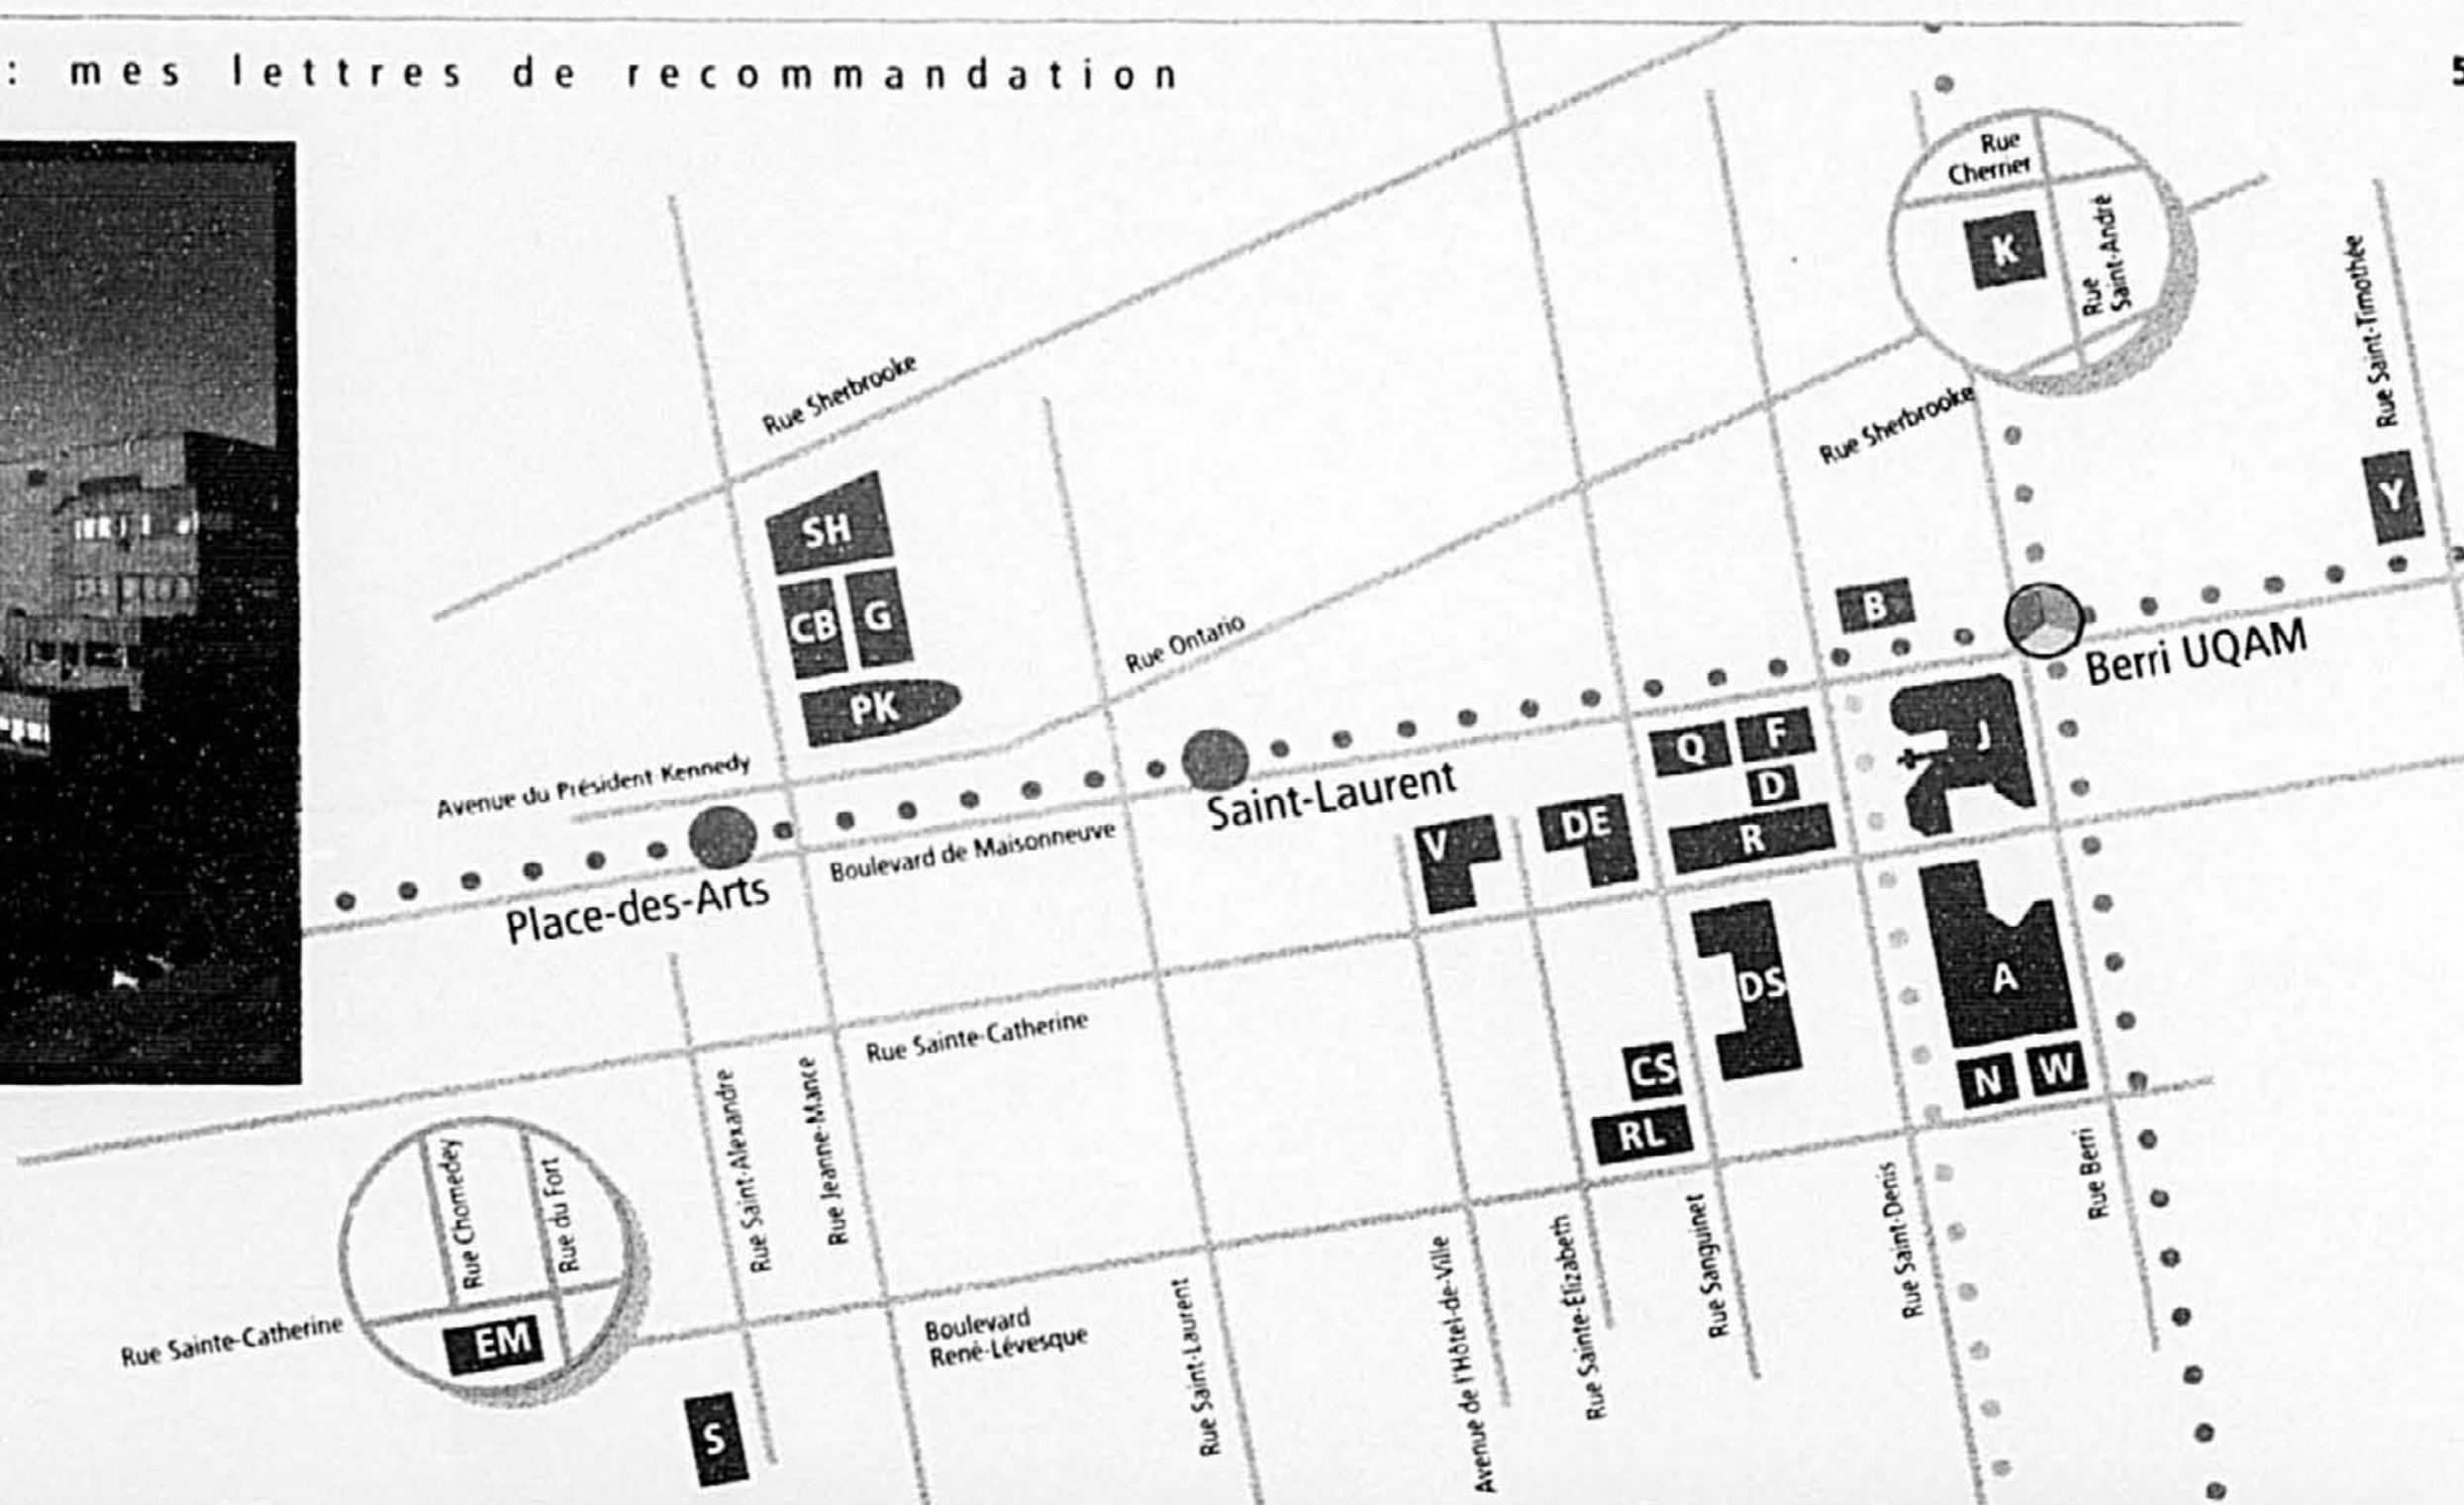 : mes lettres de recommandation
Rue
Cherrier
K
Rue
Saint-André
Rue Saint-Timothée
Y
Rue Sherbrooke
Rue Sherbrooke
SH
CB
G
PK
Rue Ontario
B
Berri UQAM
Avenue du Président Kennedy
Place-des-Arts
Boulevard de Maisonneuve
Saint-Laurent
Q
F
D
R
J
V
DE
DS
A
CS
RL
N
W
Rue Sainte-Catherine
Rue Saint-Alexandre
Rue Jeanne-Mance
Rue Chomedey
Rue du Fort
Rue Sainte-Catherine
EM
Boulevard
René-Lévesque
S
Rue Saint-Laurent
Avenue de l'Hôtel-de-Ville
Rue Sainte-Élizabeth
Rue Sanguinet
Rue Saint-Denis
Rue Berri